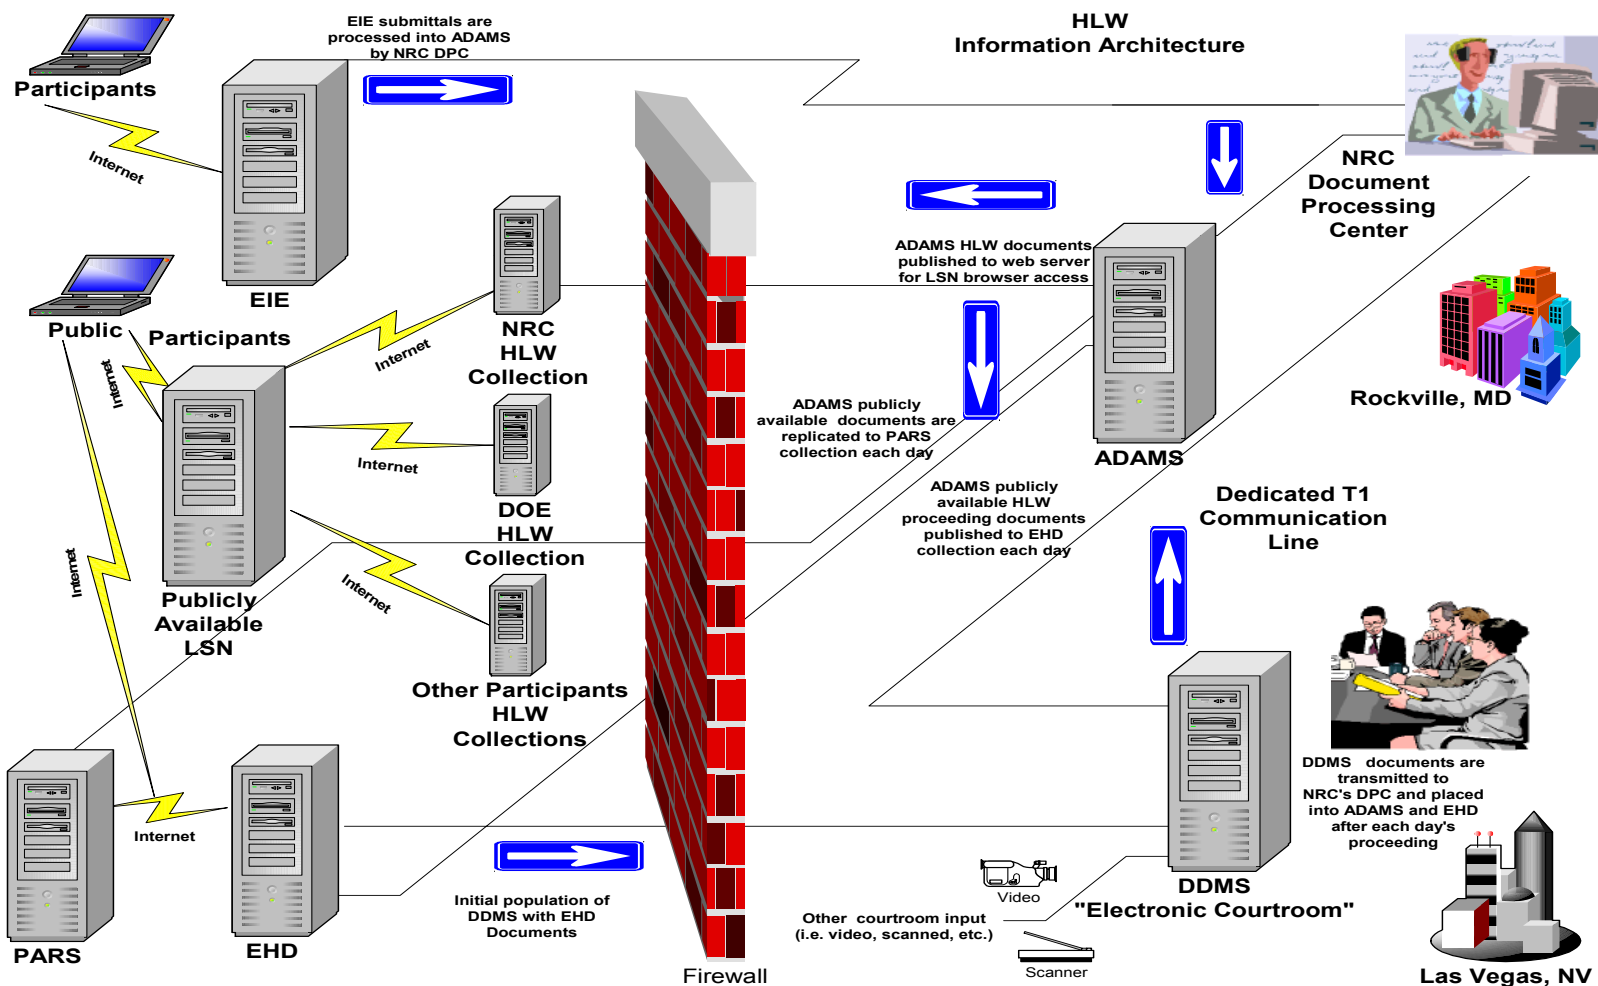 EIE submittals are
processed into ADAMS
by NRC DPC
HLW
Information Architecture
Participants
Internet
EIE
NRC
Document
Processing
Center
ADAMS HLW documents
published to web server
for LSN browser access
Public
Participants
Internet
Internet
NRC
HLW
Collection
Rockville, MD
ADAMS publicly
available documents are
replicated to PARS
collection each day
ADAMS
Internet
DOE
HLW
Collection
ADAMS publicly
available HLW
proceeding documents
published to EHD
collection each day
Dedicated T1
Communication
Line
Internet
Internet
Publicly
Available
LSN
Other Participants
HLW
Collections
DDMS documents are
transmitted to
NRC's DPC and placed
into ADAMS and EHD
after each day's
proceeding
Internet
PARS
EHD
Initial population of
DDMS with EHD
Documents
Video
DDMS
"Electronic Courtroom"
Other courtroom input
(i.e. video, scanned, etc.)
Scanner
Firewall
Las Vegas, NV